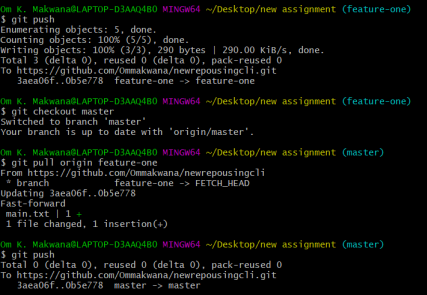 Om K. Makwana@LAPTOP-D3AAQ4BO MINGW64 ~/Desktop/new assignment (feature-one)
$ git push
Enumerating objects: 5, done.
Counting objects: 100% (5/5), done.
Writing objects: 100% (3/3), 290 bytes | 290.00 KiB/s, done.
Total 3 (delta 0), reused 0 (delta 0), pack-reused 0
To https://github.com/Ommakwana/newrepousingcli.git
3aea06f..0b5e778 feature-one -> feature-one
Om K. Makwana@LAPTOP-D3AAQ4BO MINGW64 ~/Desktop/new assignment (feature-one)
$ git checkout master
Switched to branch 'master'
Your branch is up to date with 'origin/master'.
Om K. Makwana@LAPTOP-D3AAQ4BO MINGW64 ~/Desktop/new assignment (master)
$ git pull origin feature-one
From https://github.com/Ommakwana/newrepousingcli
* branch feature-one -> FETCH_HEAD
Updating 3aea06f..0b5e778
Fast-forward
main.txt | 1 +
1 file changed, 1 insertion(+)
Om K. Makwana@LAPTOP-D3AAQ4BO MINGW64 ~/Desktop/new assignment (master)
$ git push
Total 0 (delta 0), reused 0 (delta 0), pack-reused 0
To https://github.com/Ommakwana/newrepousingcli.git
3aea06f..0b5e778 master -> master